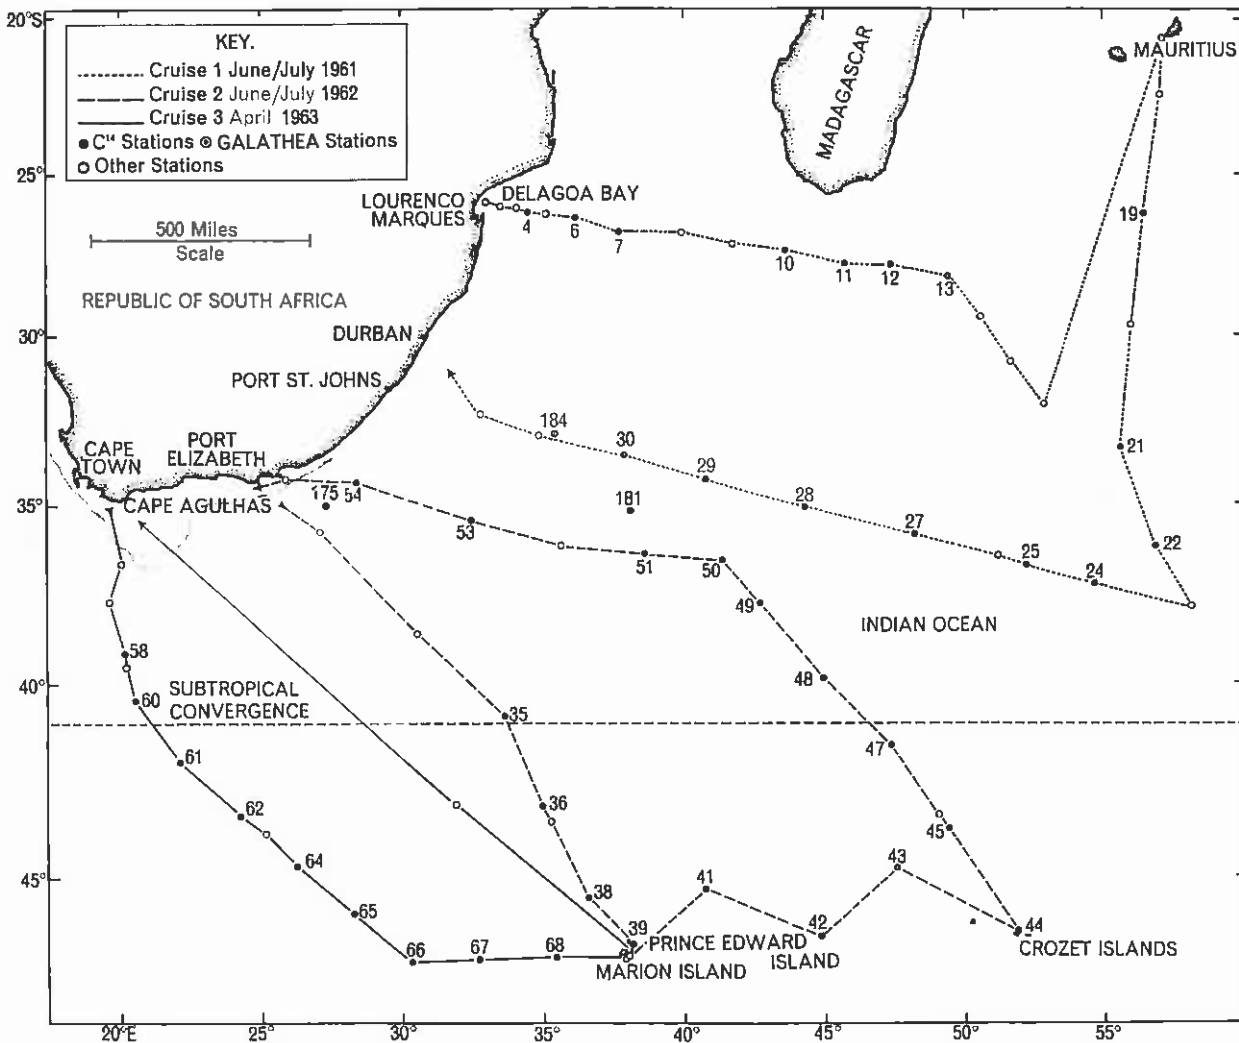 20°S
KEY.
Cruise 1 June/July 1961
Cruise 2 June/July 1962
Cruise 3 April 1963
C¹⁴ Stations GALATHEA Stations
Other Stations
MADAGASCAR
MAURITIUS
25°
LOURENCO
MARQUES
DELAGOA BAY
4
6
7
10
11
12
13
19
500 Miles
Scale
REPUBLIC OF SOUTH AFRICA
30°
DURBAN
PORT ST. JOHNS
184
30
29
28
27
25
24
21
22
CAPE
TOWN
PORT
ELIZABETH
35°
CAPE AGULHAS
175
54
181
53
51
50
49
INDIAN OCEAN
58
48
40°
60
SUBTROPICAL
CONVERGENCE
35
47
61
62
36
45
64
43
45°
65
38
41
66
67
68
39
42
44
PRINCE EDWARD
ISLAND
MARION ISLAND
CROZET ISLANDS
20°E
25°
30°
35°
40°
45°
50°
55°